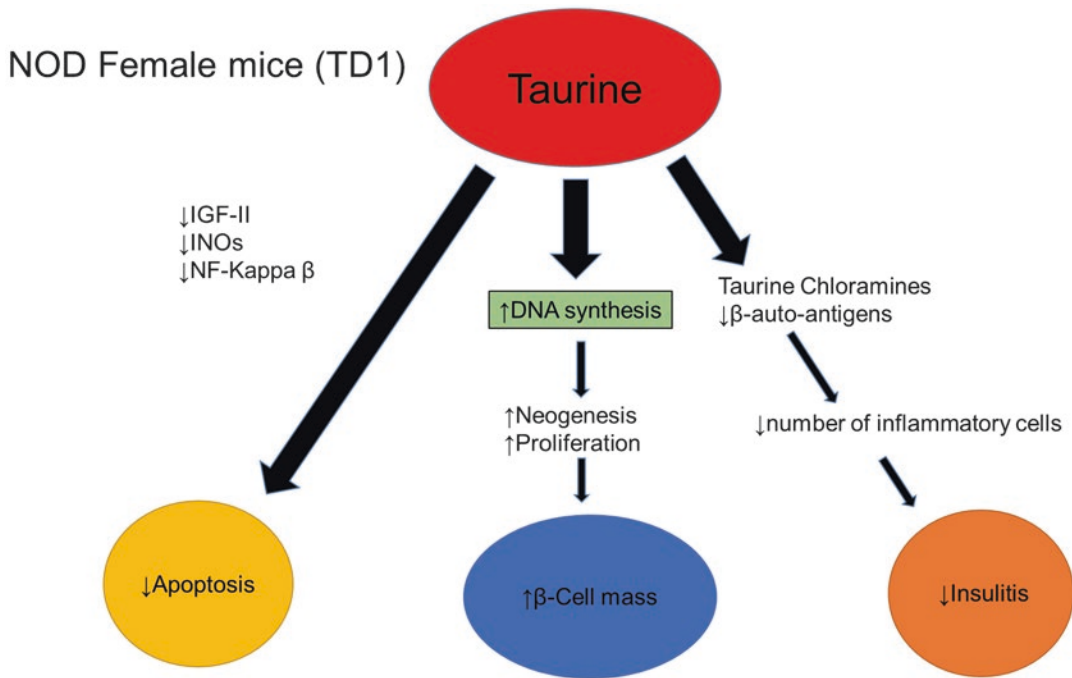 NOD Female mice (TD1)
Taurine
↓IGF-II
↓INOs
↓NF-Kappa β
↑DNA synthesis
Taurine Chloramines
↓β-auto-antigens
↑Neogenesis
↑Proliferation
↓number of inflammatory cells
↓Apoptosis
↑β-Cell mass
↓Insulitis